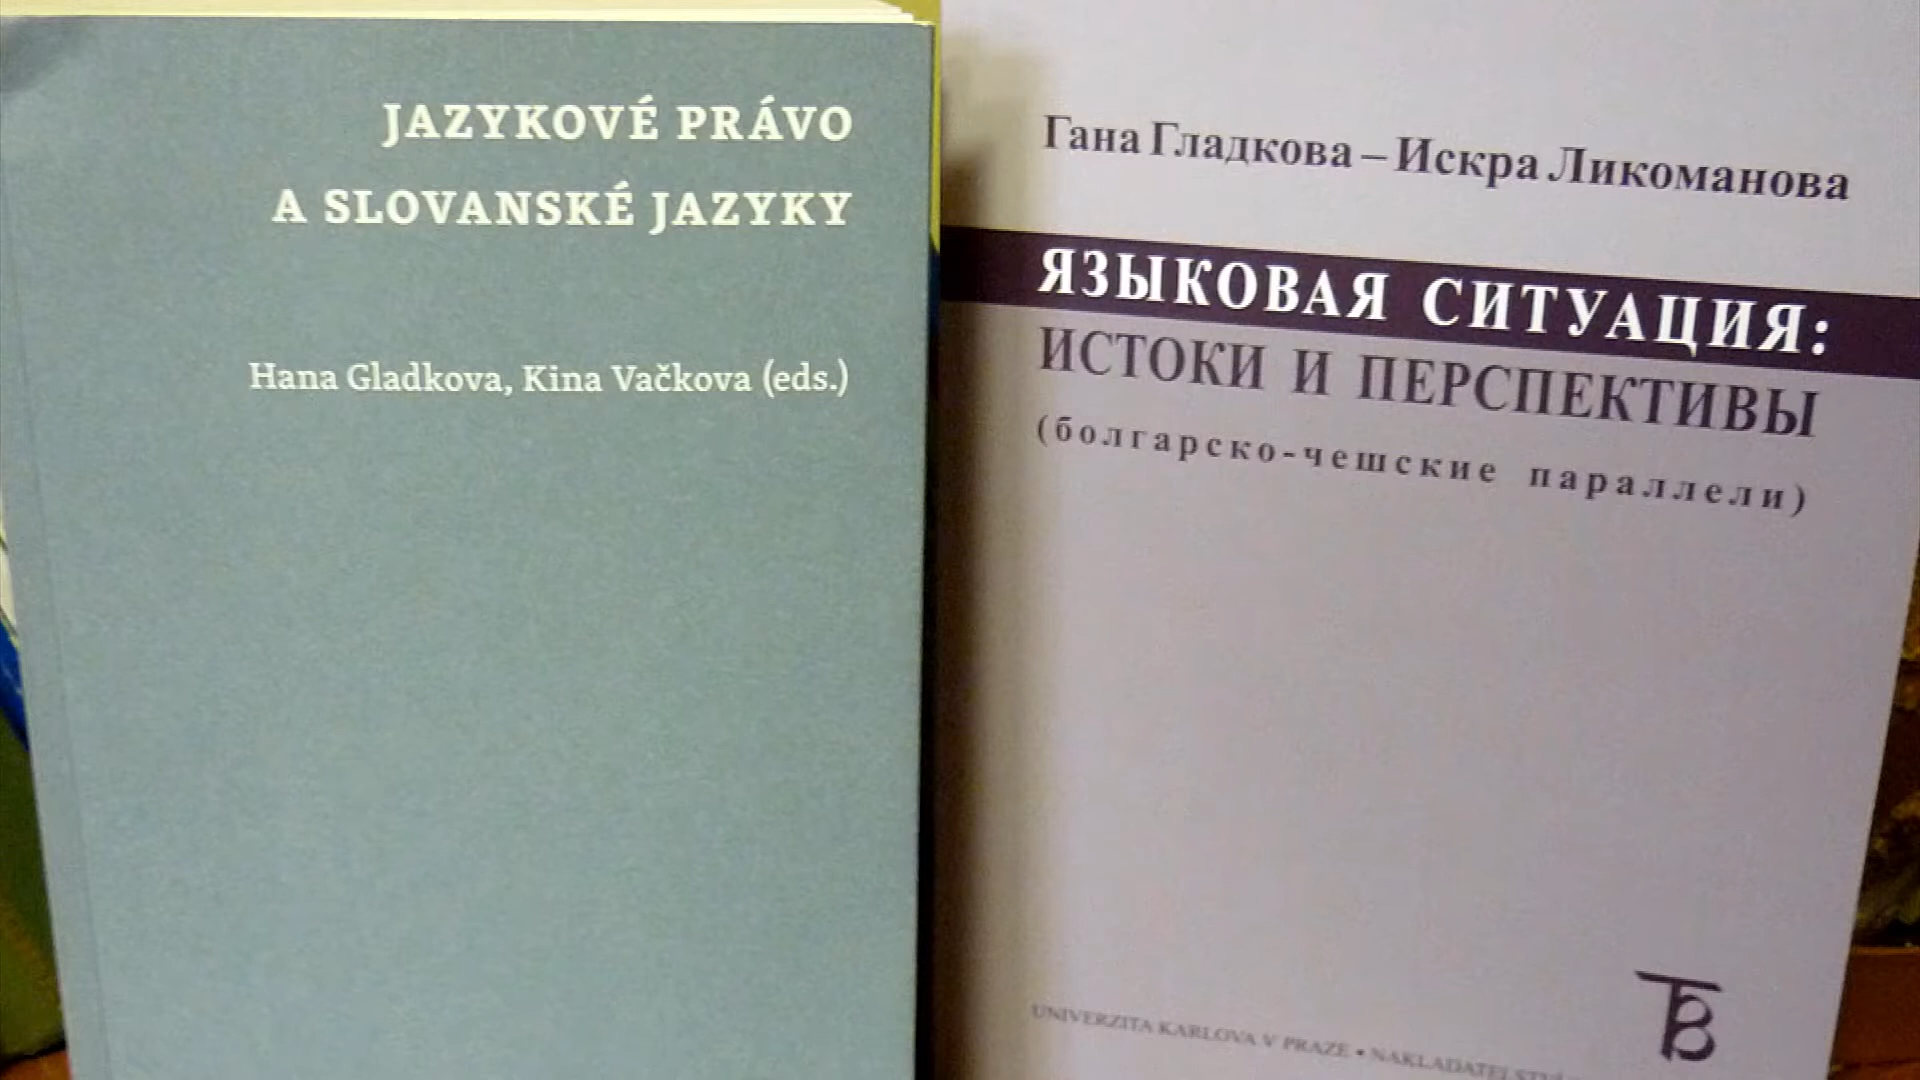 JAZYKOVÉ PRÁVO
A SLOVANSKÉ JAZYKY
Hana Gladkova, Kina Vačkova (eds.)
Гана Гладкова – Искра Ликоманова
ЯЗЫКОВАЯ СИТУАЦИЯ:
ИСТОКИ И ПЕРСПЕКТИВЫ
(болгарско-чешские параллели)
UNIVERZITA KARLOVA V PRAZE • NAKLADATELSTVÍ